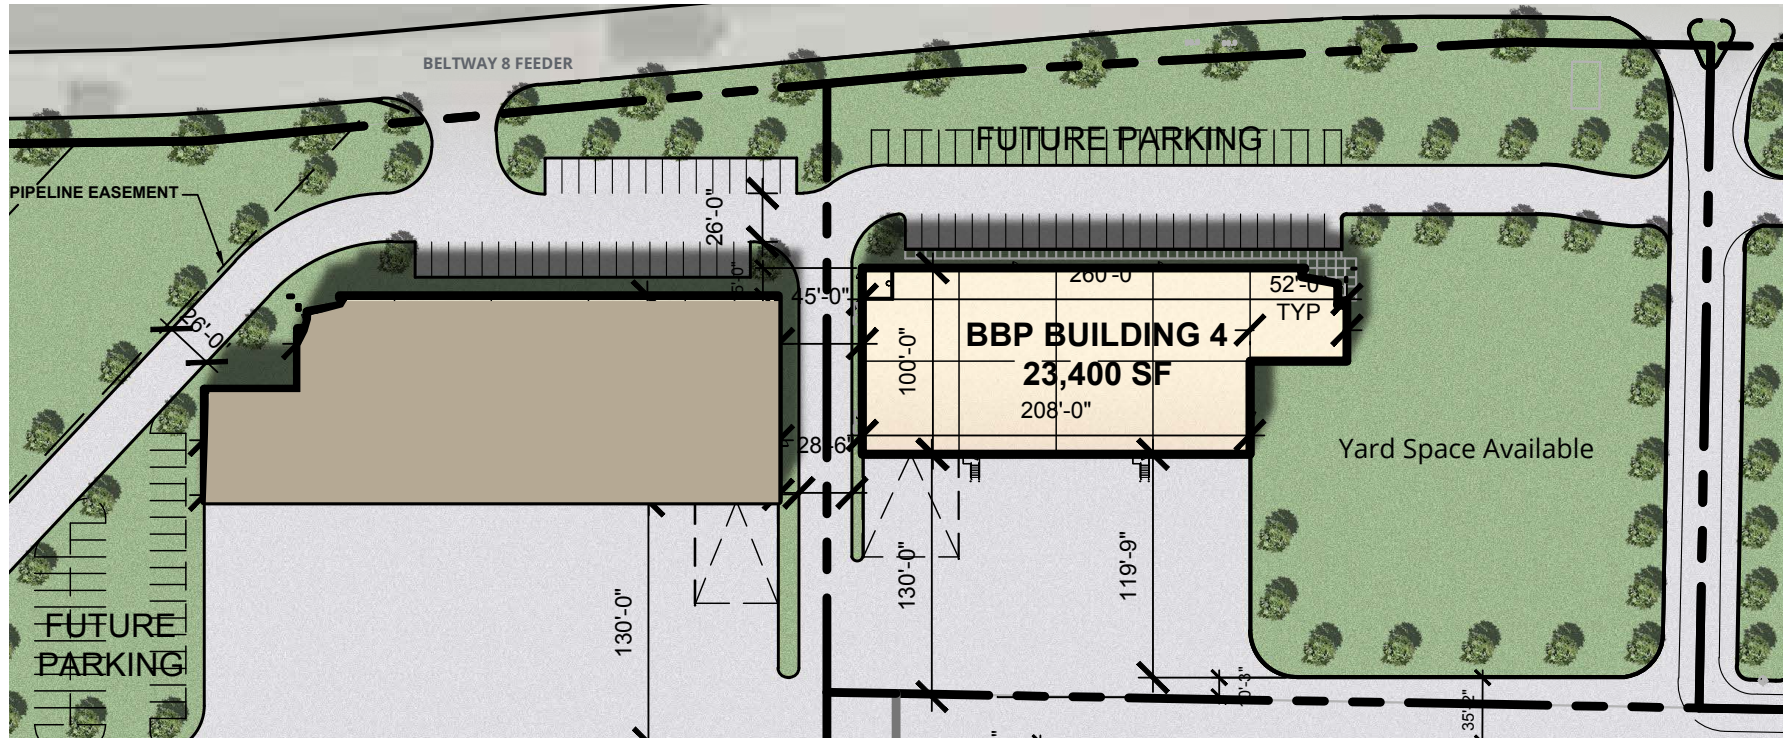 BELTWAY 8 FEEDER
FUTURE PARKING
PIPELINE EASEMENT
26'-0"
26'-0"
45'-0"
260'-0
52'-0"
TYP
BBP BUILDING 4
23,400 SF
208'-0"
100'-0"
28'-6"
Yard Space Available
130'-0"
130'-0"
119'-9"
FUTURE
PARKING
35'-2"